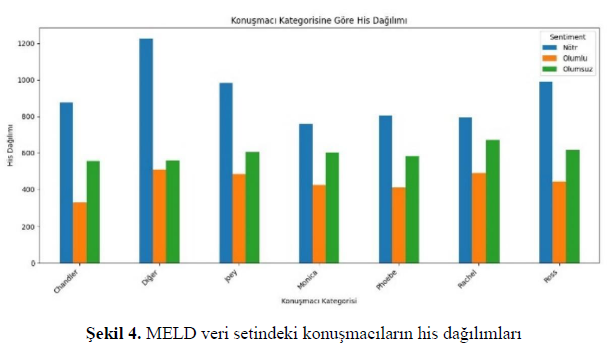 Konuşmacı Kategorisine Göre His Dağılımı
1200
1000
800
600
400
200
0
His Dağılımı
Sentiment
Nötr
Olumlu
Olumsuz
Chandler
Diğer
Joey
Monica
Phoebe
Rachel
Ross
Konuşmacı Kategorisi
Şekil 4. MELD veri setindeki konuşmacıların his dağılımları